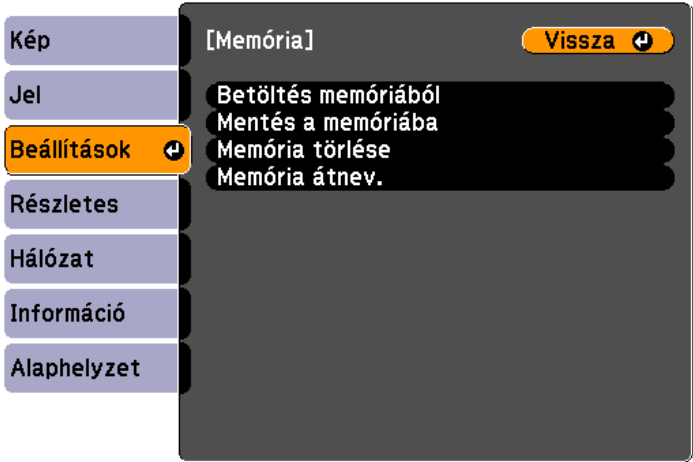 Kép
Jel
Beállítások
Részletes
Hálózat
Információ
Alaphelyzet
[Memória]
Vissza
Betöltés memóriából
Mentés a memóriába
Memória törlése
Memória átnev.